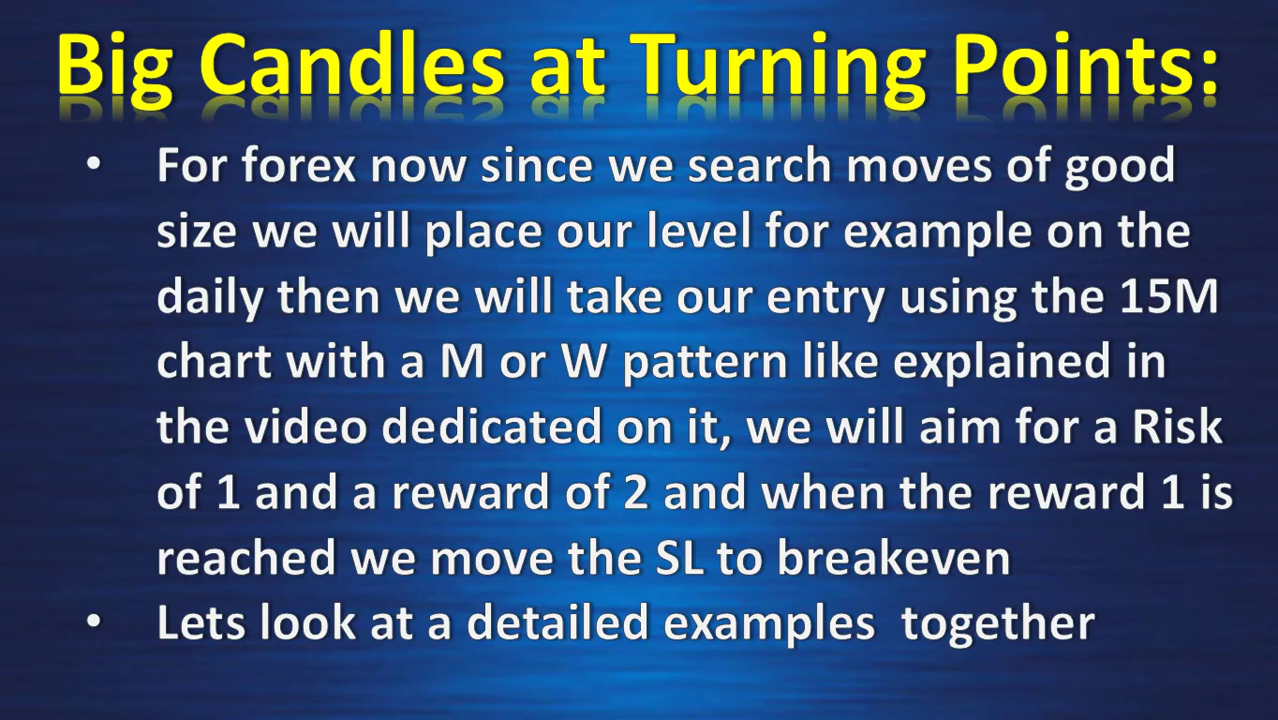 Big Candles at Turning Points:
• For forex now since we search moves of good
size we will place our level for example on the
daily then we will take our entry using the 15M
chart with a M or W pattern like explained in
the video dedicated on it, we will aim for a Risk
of 1 and a reward of 2 and when the reward 1 is
reached we move the SL to breakeven
• Lets look at a detailed examples  together